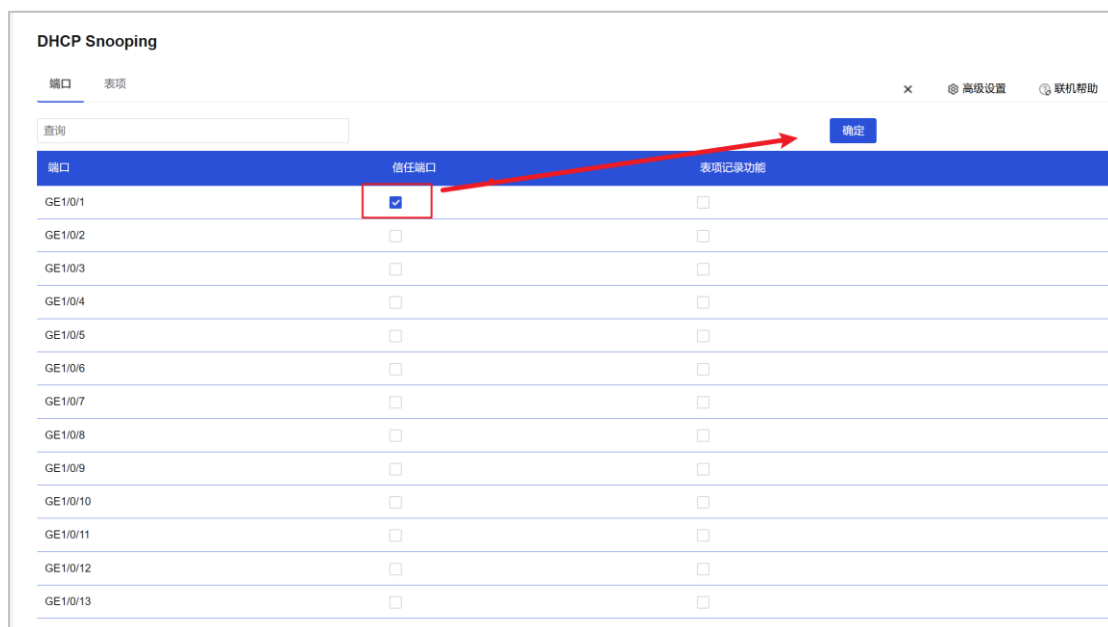 DHCP Snooping
端口 表项
高级设置 联机帮助
查询 确定
端口 信任端口 表项记录功能
GE1/0/1
GE1/0/2
GE1/0/3
GE1/0/4
GE1/0/5
GE1/0/6
GE1/0/7
GE1/0/8
GE1/0/9
GE1/0/10
GE1/0/11
GE1/0/12
GE1/0/13